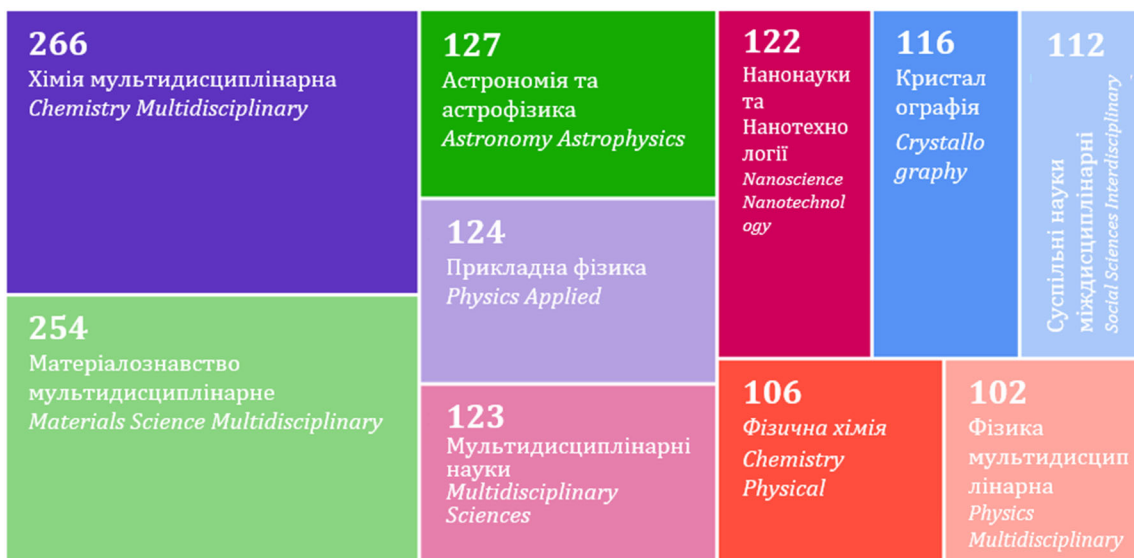 266
Хімія мультидисциплінарна
Chemistry Multidisciplinary
254
Матеріалознавство
мультидисциплінарне
Materials Science Multidisciplinary
127
Астрономія та
астрофізика
Astronomy Astrophysics
124
Прикладна фізика
Physics Applied
123
Мультидисциплінарні
науки
Multidisciplinary
Sciences
122
Нанонауки
та
Нанотехно
логії
Nanoscience
Nanotechnol
ogy
116
Кристал
ографія
Crystallo
graphy
112
Суспільні науки
міждисциплінарні
Social Sciences Interdisciplinary
106
Фізична хімія
Chemistry
Physical
102
Фізика
мультидисцип
лінарна
Physics
Multidisciplinary